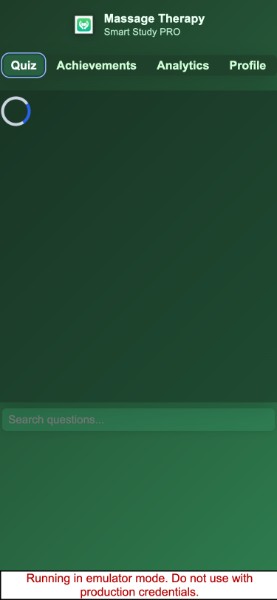 Massage Therapy
Smart Study PRO
Quiz Achievements Analytics Profile
Search questions...
Running in emulator mode. Do not use with
production credentials.